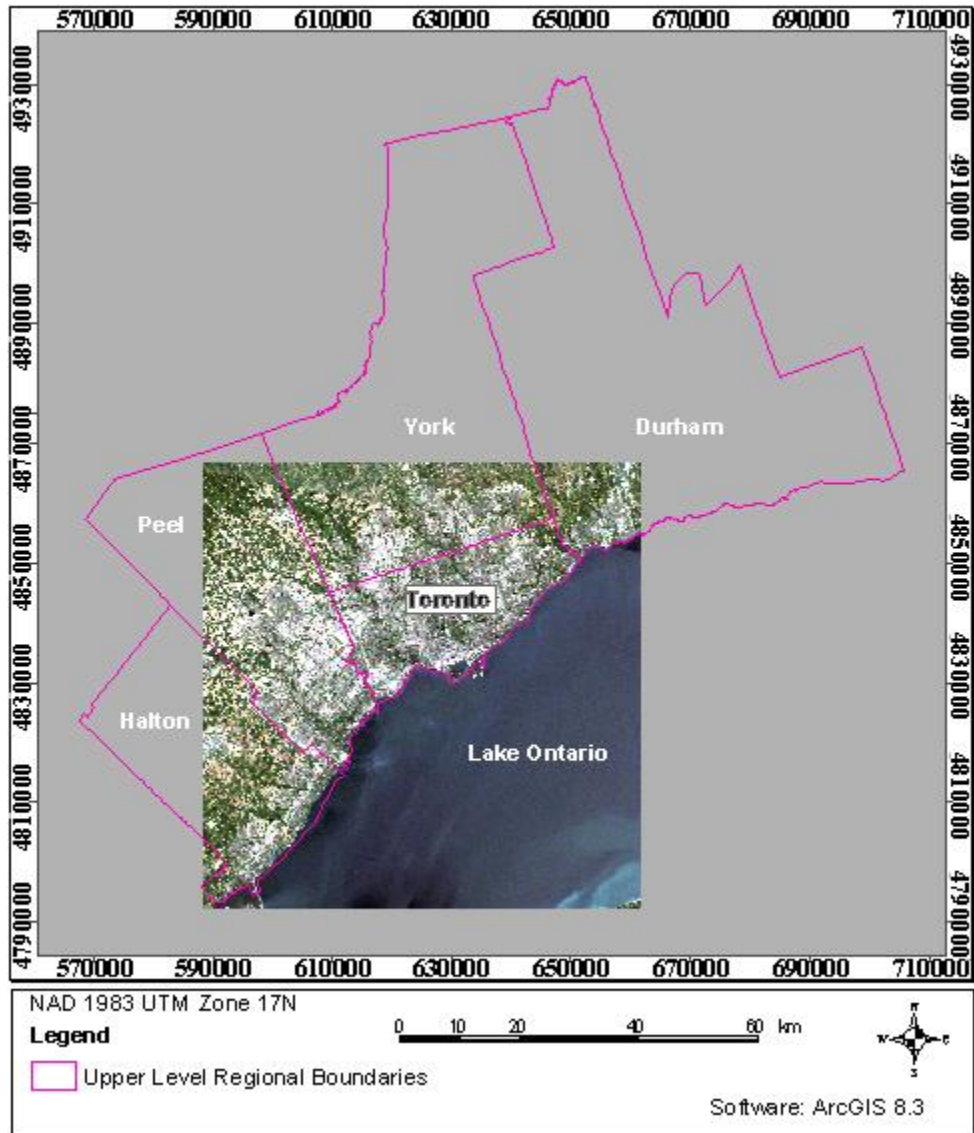 570000 590000 610000 630000 650000 670000 690000 710000
4930000 4930000
4910000 4910000
4890000 4890000
4870000 4870000
4850000 4850000
4830000 4830000
4810000 4810000
4790000 4790000
York
Durham
Peel
Toronto
Halton
Lake Ontario
570000 590000 610000 630000 650000 670000 690000 710000
NAD 1983 UTM Zone 17N
Legend
0 10 20 40 60 km
N
W E
S
Upper Level Regional Boundaries
Software: ArcGIS 8.3